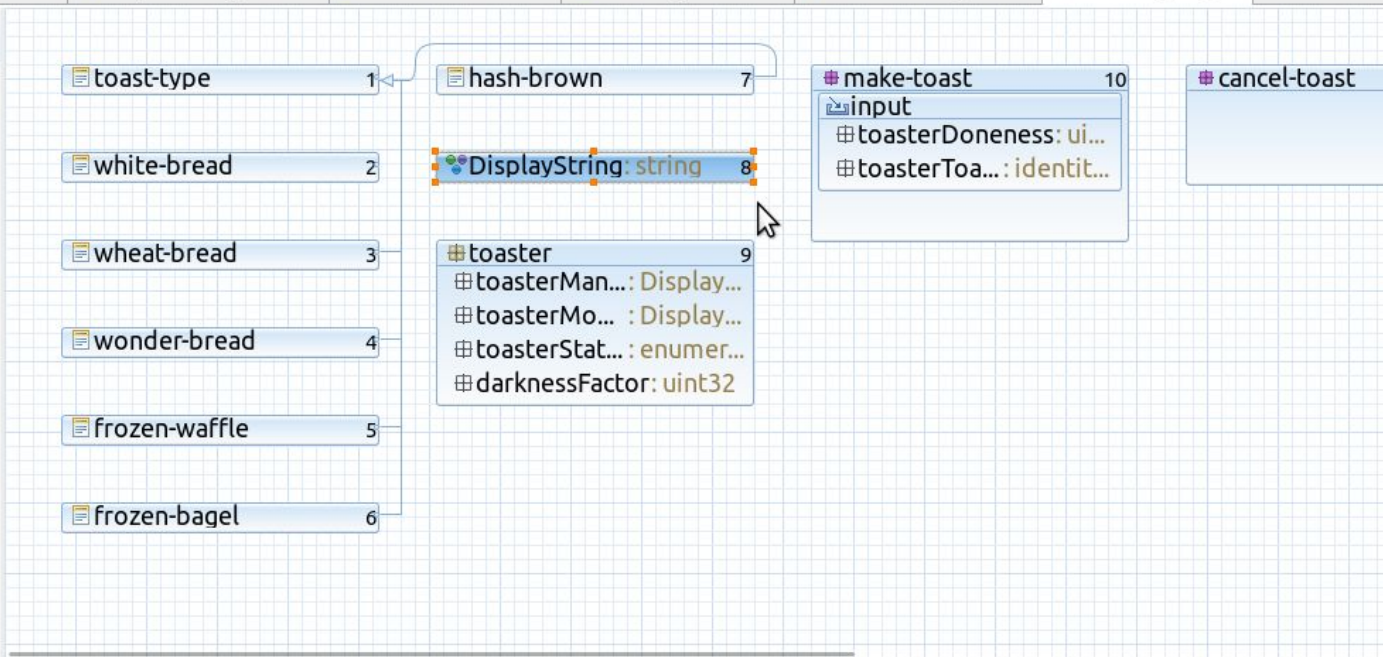 toast-type 1
white-bread 2
wheat-bread 3
wonder-bread 4
frozen-waffle 5
frozen-bagel 6
hash-brown 7
DisplayString: string 8
toaster 9
toasterMan...: Display...
toasterMo... : Display...
toasterStat...: enumer...
darknessFactor: uint32
make-toast 10
input
toasterDoneness: ui...
toasterToa...: identit...
cancel-toast